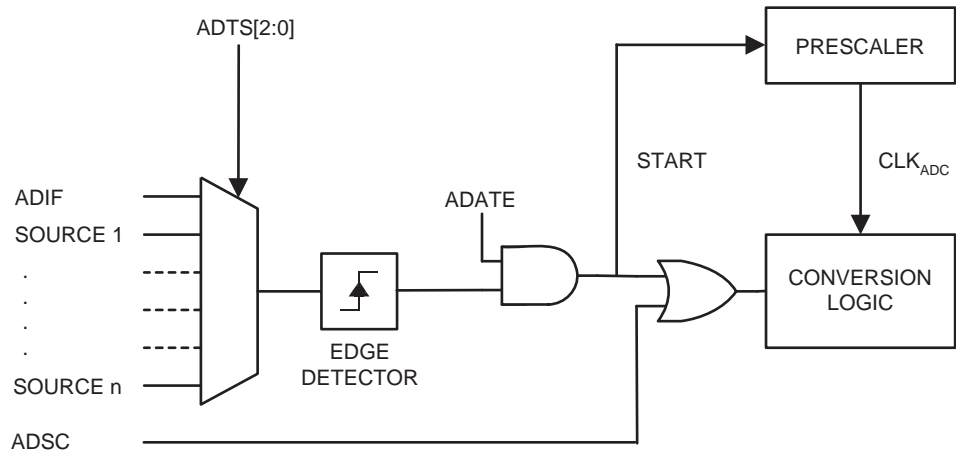 ADTS[2:0]
PRESCALER
START
CLKADC
ADIF
ADATE
SOURCE 1
.
.
.
.
CONVERSION
LOGIC
EDGE
DETECTOR
SOURCE n
ADSC